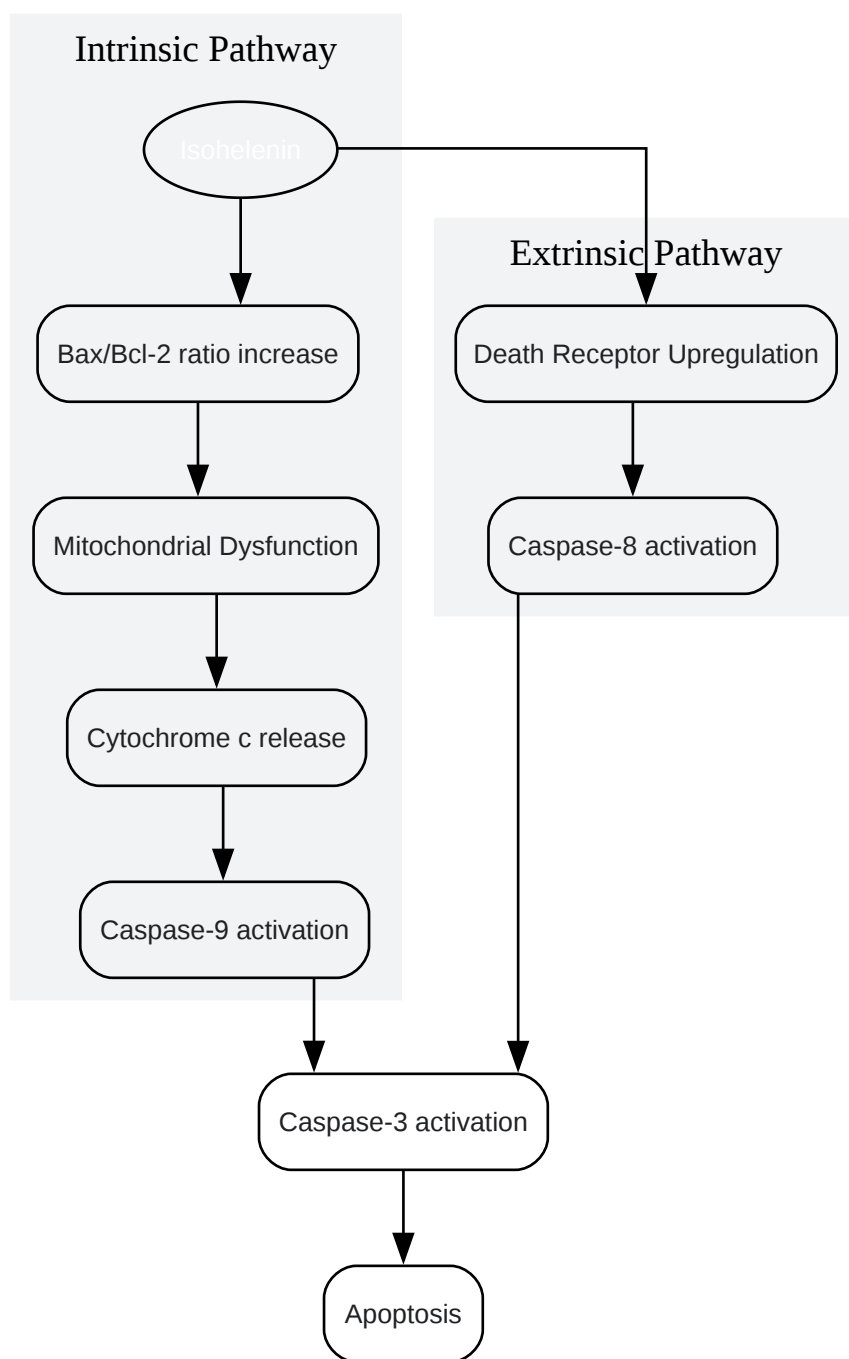 Intrinsic Pathway
Isohelenin
Extrinsic Pathway
Bax/Bcl-2 ratio increase
Death Receptor Upregulation
Mitochondrial Dysfunction
Caspase-8 activation
Cytochrome c release
Caspase-9 activation
Caspase-3 activation
Apoptosis